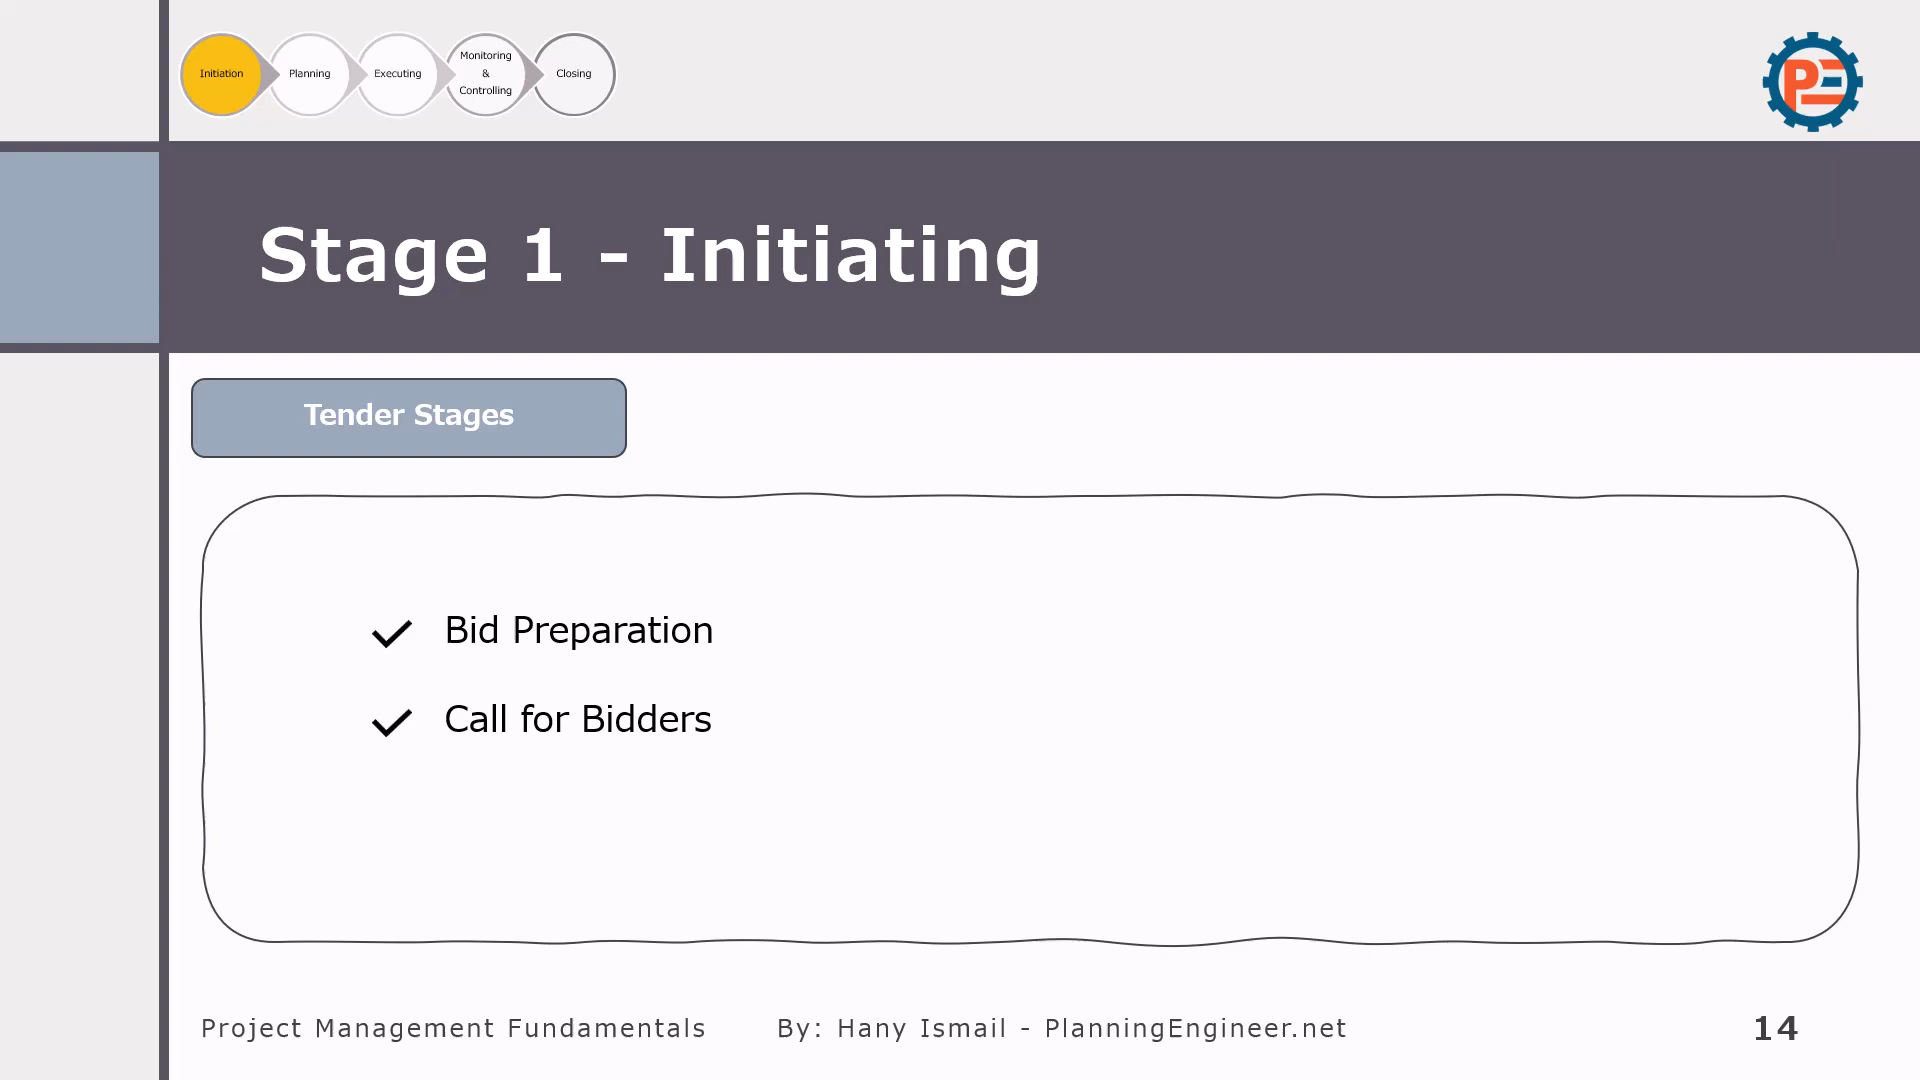 Initiation
Planning
Executing
Monitoring
&
Controlling
Closing
PE
Stage 1 - Initiating
Tender Stages
Bid Preparation
Call for Bidders
Project Management Fundamentals
By: Hany Ismail - PlanningEngineer.net
14